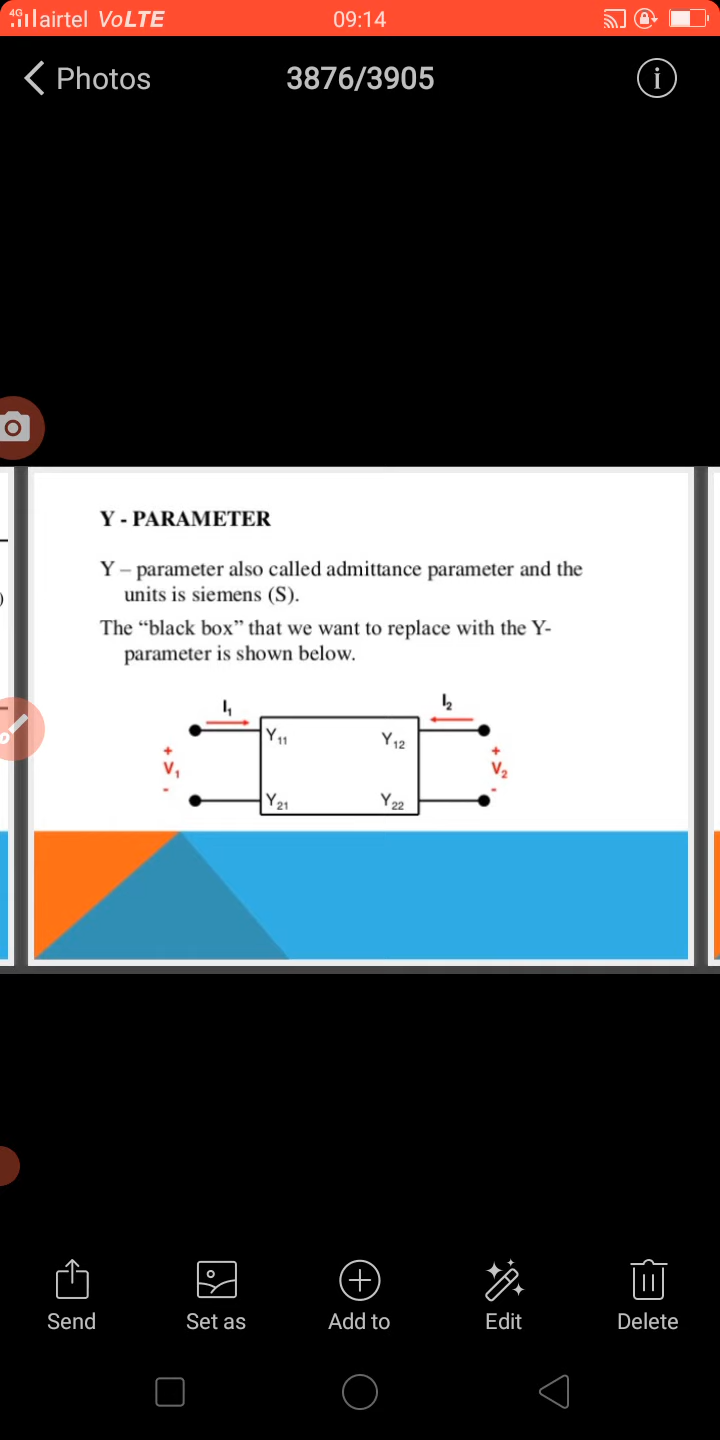 4G airtel VoLTE 09:14
Photos 3876/3905
Y - PARAMETER
Y – parameter also called admittance parameter and the
units is siemens (S).
The “black box” that we want to replace with the Y-
parameter is shown below.
I₁ I₂
Y₁₁ Y₁₂
+ +
V₁ V₂
- -
Y₂₁ Y₂₂
Send Set as Add to Edit Delete